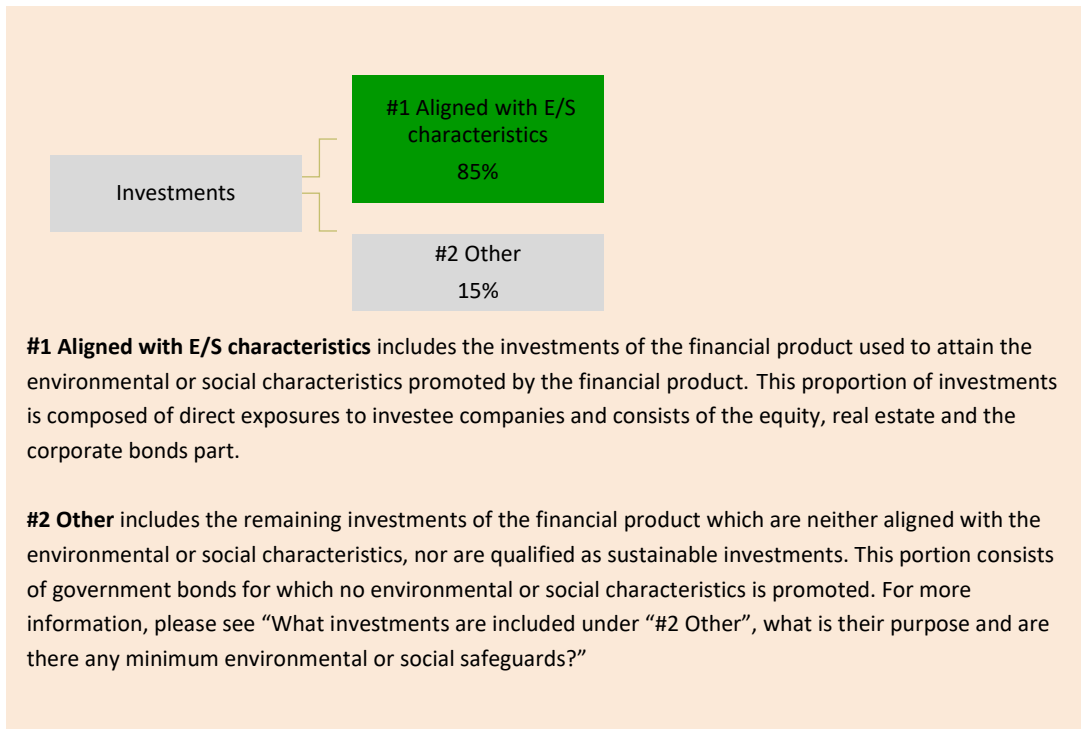 #1 Aligned with E/S
characteristics
85%
Investments
#2 Other
15%
#1 Aligned with E/S characteristics includes the investments of the financial product used to attain the
environmental or social characteristics promoted by the financial product. This proportion of investments
is composed of direct exposures to investee companies and consists of the equity, real estate and the
corporate bonds part.
#2 Other includes the remaining investments of the financial product which are neither aligned with the
environmental or social characteristics, nor are qualified as sustainable investments. This portion consists
of government bonds for which no environmental or social characteristics is promoted. For more
information, please see “What investments are included under “#2 Other”, what is their purpose and are
there any minimum environmental or social safeguards?”